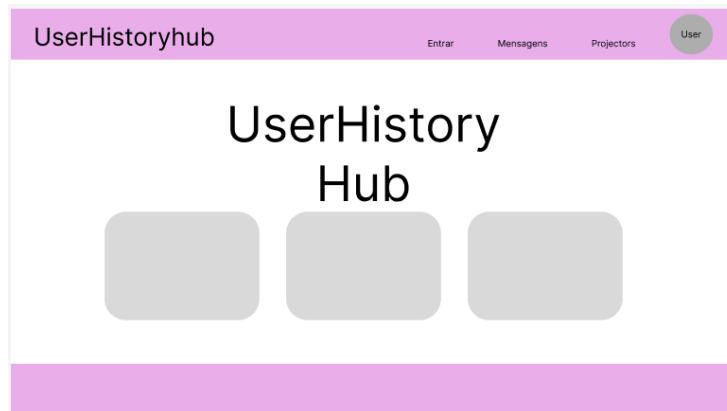 UserHistoryhub
Entrar
Mensagens
Projectors
User
UserHistory
Hub